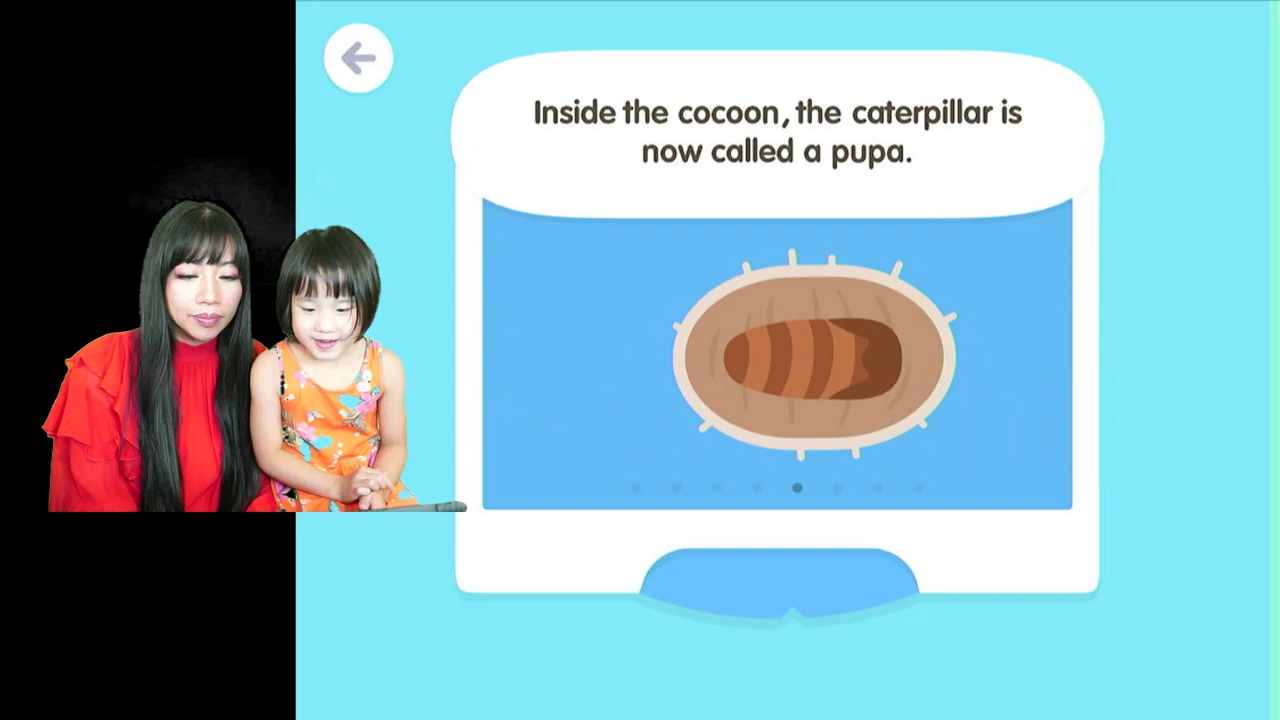 Inside the cocoon, the caterpillar is
now called a pupa.